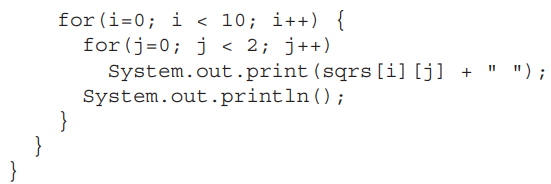 for(i=0; i < 10; i++) {
for(j=0; j < 2; j++)
System.out.print(sqrs[i][j] + " ");
System.out.println();
}
}
}